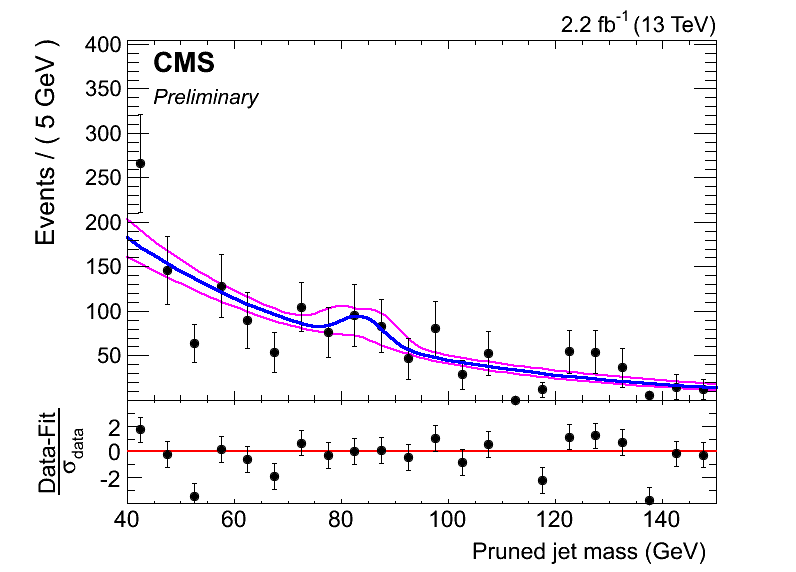 2.2 fb⁻¹ (13 TeV)
CMS
Preliminary
Events / ( 5 GeV )
400
350
300
250
200
150
100
50
Data-Fit
σdata
2
0
-2
40 60 80 100 120 140
Pruned jet mass (GeV)